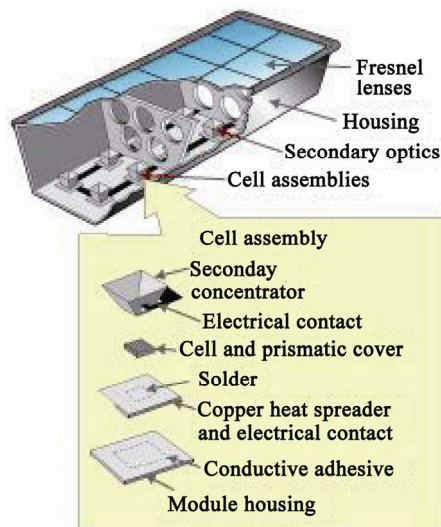 Fresnel
lenses
Housing
Secondary optics
Cell assemblies
Cell assembly
Seconday
concentrator
Electrical contact
Cell and prismatic cover
Solder
Copper heat spreader
and electrical contact
Conductive adhesive
Module housing